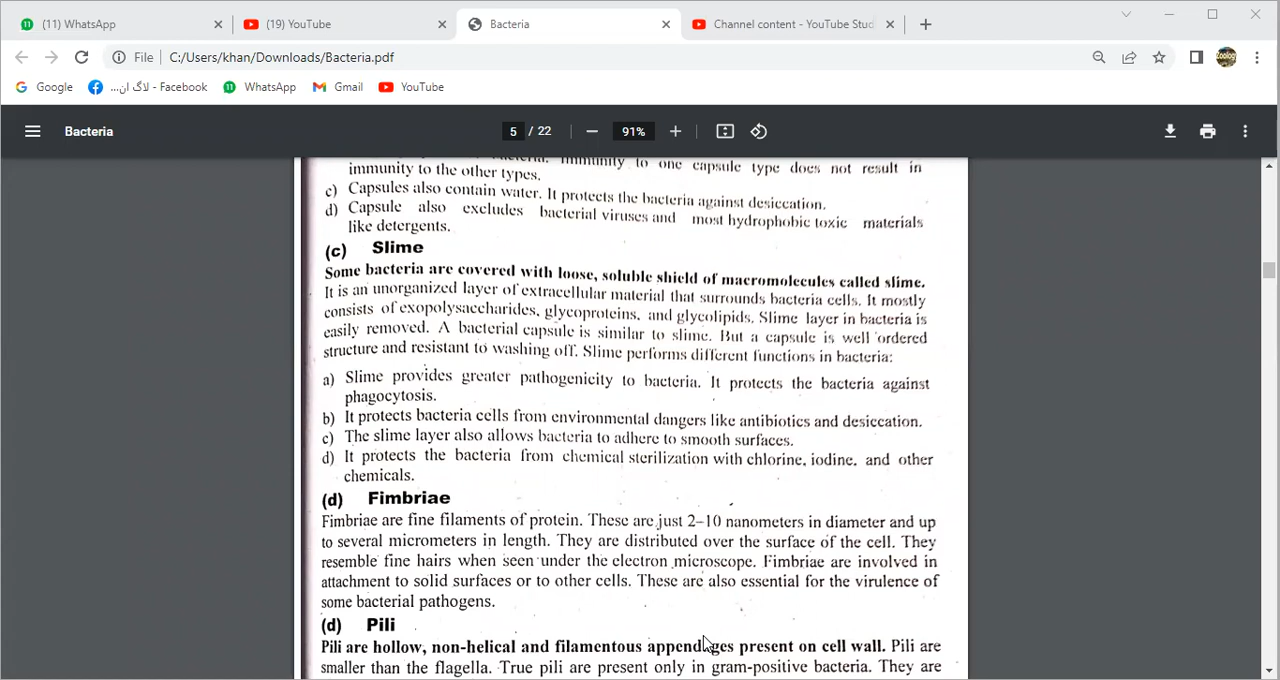 (11) WhatsApp
(19) YouTube
Bacteria
Channel content - YouTube Stud
File
C:/Users/khan/Downloads/Bacteria.pdf
Google
Facebook - لاگ ان...
WhatsApp
Gmail
YouTube
Bacteria
5 / 22
91%
immunity to one capsule type does not result in
immunity to the other types.
c) Capsules also contain water. It protects the bacteria against desiccation.
d) Capsule also excludes bacterial viruses and most hydrophobic toxic materials
like detergents.
(c) Slime
Some bacteria are covered with loose, soluble shield of macromolecules called slime.
It is an unorganized layer of extracellular material that surrounds bacteria cells. It mostly
consists of exopolysaccharides, glycoproteins, and glycolipids. Slime layer in bacteria is
easily removed. A bacterial capsule is similar to slime. But a capsule is well ordered
structure and resistant to washing off. Slime performs different functions in bacteria:
a) Slime provides greater pathogenicity to bacteria. It protects the bacteria against
phagocytosis.
b) It protects bacteria cells from environmental dangers like antibiotics and desiccation.
c) The slime layer also allows bacteria to adhere to smooth surfaces.
d) It protects the bacteria from chemical sterilization with chlorine, iodine, and other
chemicals.
(d) Fimbriae
Fimbriae are fine filaments of protein. These are just 2–10 nanometers in diameter and up
to several micrometers in length. They are distributed over the surface of the cell. They
resemble fine hairs when seen under the electron microscope. Fimbriae are involved in
attachment to solid surfaces or to other cells. These are also essential for the virulence of
some bacterial pathogens.
(d) Pili
Pili are hollow, non-helical and filamentous appendages present on cell wall. Pili are
smaller than the flagella. True pili are present only in gram-positive bacteria. They are